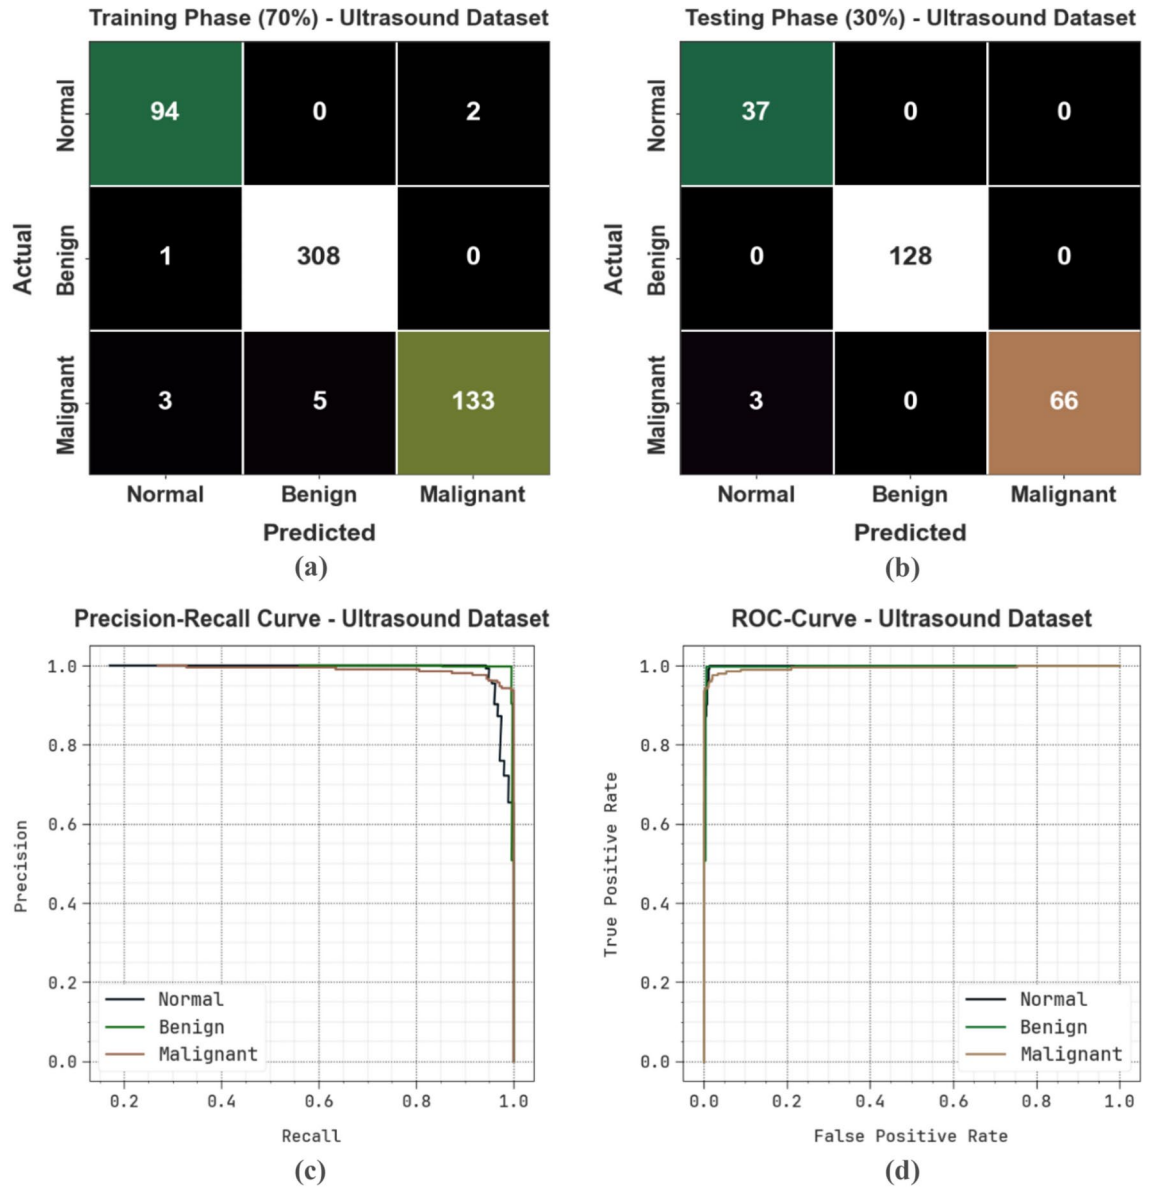 Training Phase (70%) - Ultrasound Dataset
Actual
Normal
94
0
2
Benign
1
308
0
Malignant
3
5
133
Normal Benign Malignant
Predicted
(a)
Testing Phase (30%) - Ultrasound Dataset
Actual
Normal
37
0
0
Benign
0
128
0
Malignant
3
0
66
Normal Benign Malignant
Predicted
(b)
Precision-Recall Curve - Ultrasound Dataset
Precision
1.0
0.8
0.6
0.4
0.2
0.0
Normal
Benign
Malignant
0.2 0.4 0.6 0.8 1.0
Recall
(c)
ROC-Curve - Ultrasound Dataset
True Positive Rate
1.0
0.8
0.6
0.4
0.2
0.0
Normal
Benign
Malignant
0.0 0.2 0.4 0.6 0.8 1.0
False Positive Rate
(d)